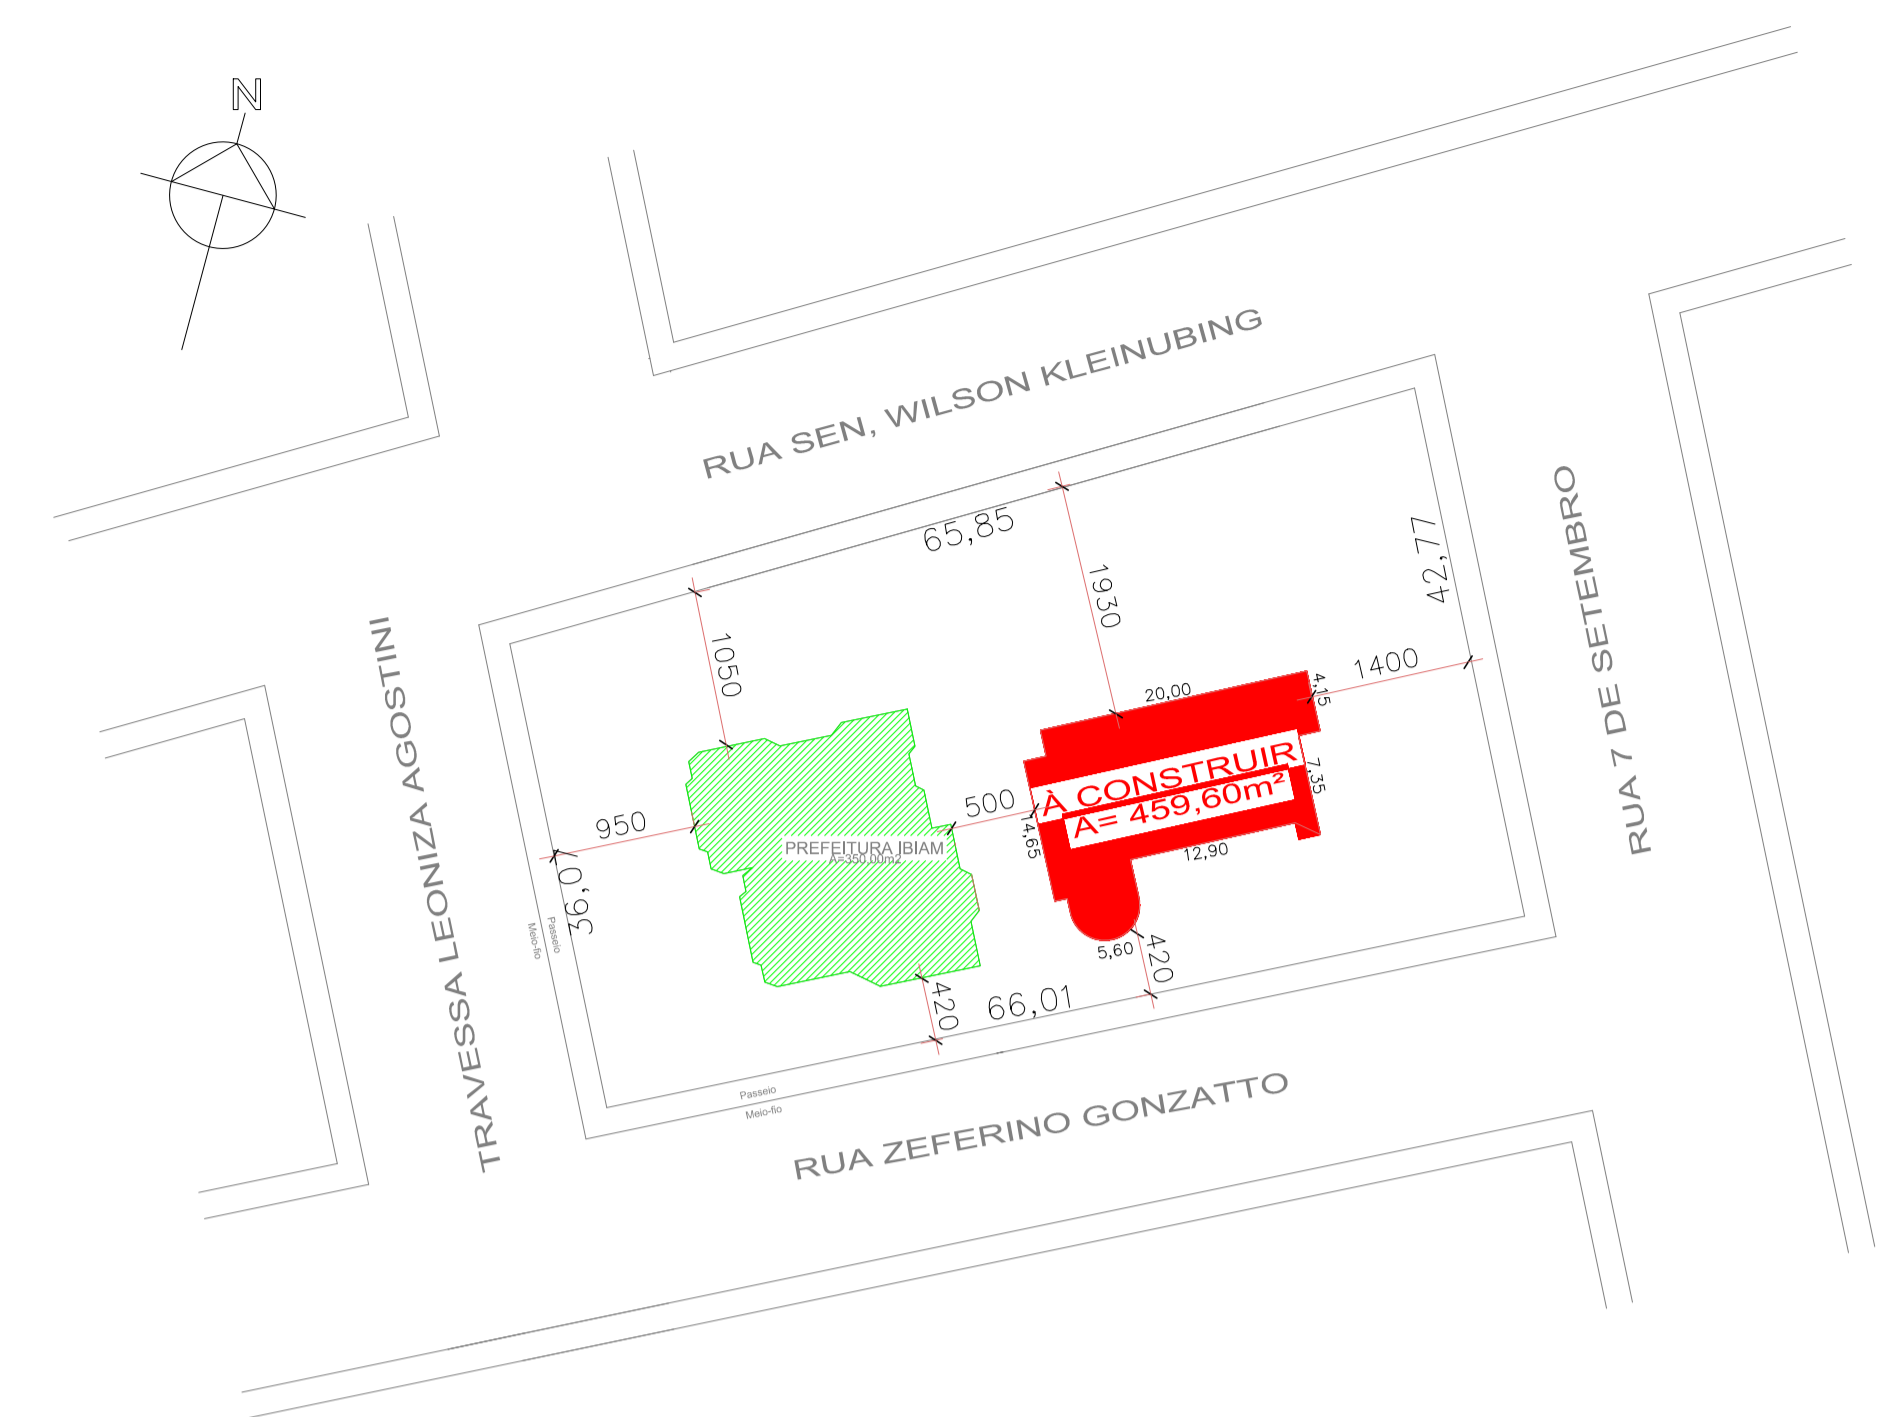 N
RUA SEN, WILSON KLEINUBING
65,85
1930
42,77
RUA 7 DE SETEMBRO
TRAVESSA LEONIZA AGOSTINI
1050
1400
20,00
4,15
À CONSTRUIR
A= 459,60m²
7,35
500
950
14,65
PREFEITURA IBIAM
A=350,00m2
12,90
36,07
Passeio
Meio-fio
5,60
420
420
66,01
Passeio
Meio-fio
RUA ZEFERINO GONZATTO